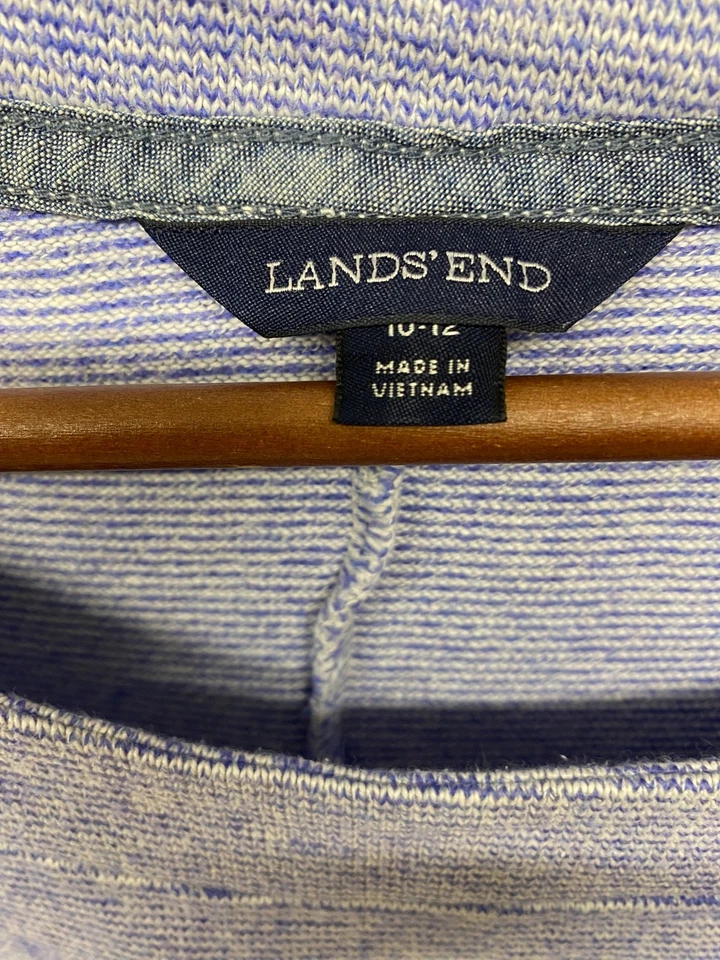 LANDS' END
10-12
MADE IN
VIETNAM